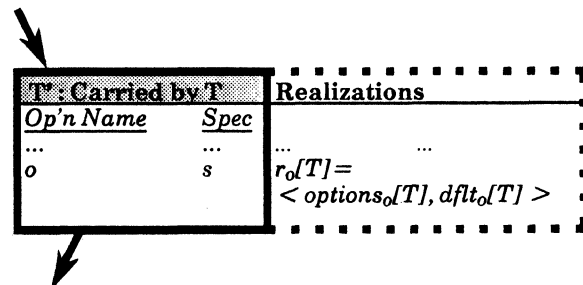 T' : Carried by T Realizations
Op'n Name Spec
... ... ... ...
o s r_o[T] =
< options_o[T], dflt_o[T] >